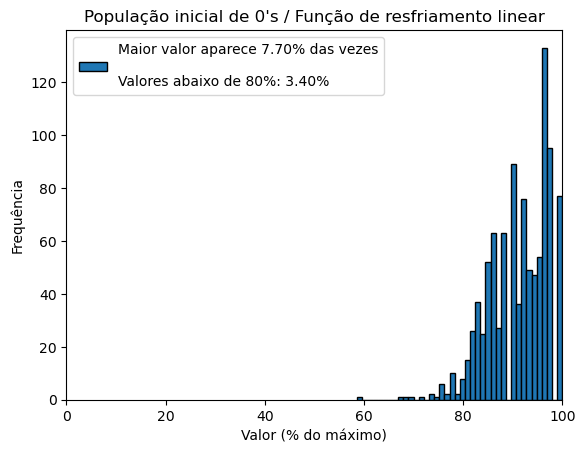 População inicial de 0's / Função de resfriamento linear
Maior valor aparece 7.70% das vezes
Valores abaixo de 80%: 3.40%
Frequência
120
100
80
60
40
20
0
0 20 40 60 80 100
Valor (% do máximo)